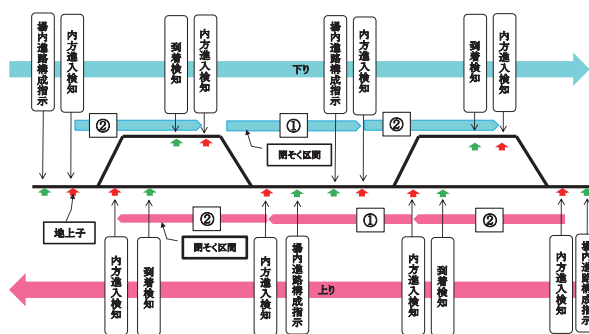 場内進路構成指示
内方進入検知
到着検知
内方進入検知
場内進路構成指示
内方進入検知
到着検知
内方進入検知
下り
②
①
②
閉そく区間
地上子
②
①
②
閉そく区間
内方進入検知
到着検知
内方進入検知
場内進路構成指示
内方進入検知
到着検知
内方進入検知
場内進路構成指示
上り